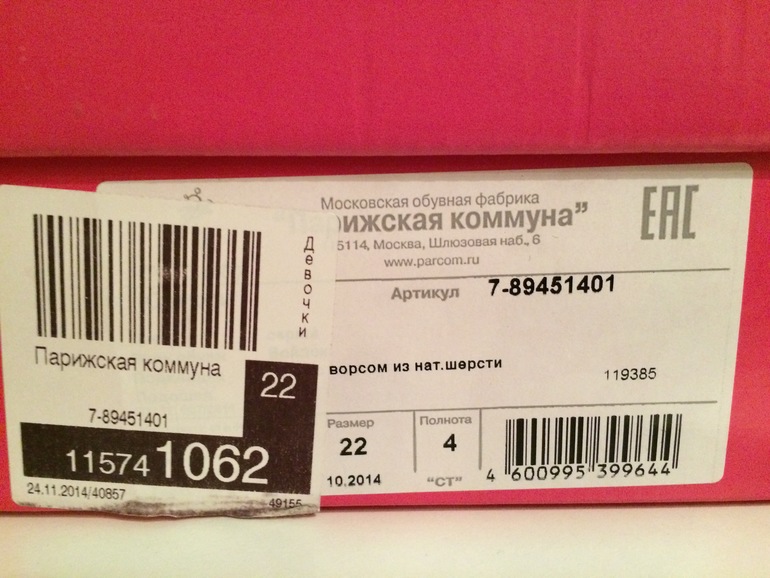 Девочки
Парижская коммуна
22
7-89451401
11574 1062
24.11.2014/40857
49155
Московская обувная фабрика
коммуна”
Москва, Шлюзовая наб., 6
www.parcom.ru
EAC
Артикул 7-89451401
ворсом из нат.шерсти
119385
Размер
22
Полнота
4
10.2014
“СТ”
4 600995 399644